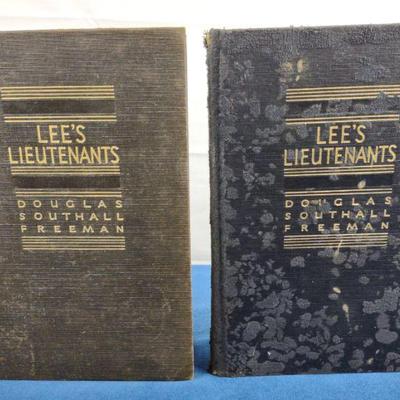 LEE'S
LIEUTENANTS
DOUGLAS
SOUTHALL
FREEMAN
LEE'S
LIEUTENANTS
DOUGLAS
SOUTHALL
FREEMAN